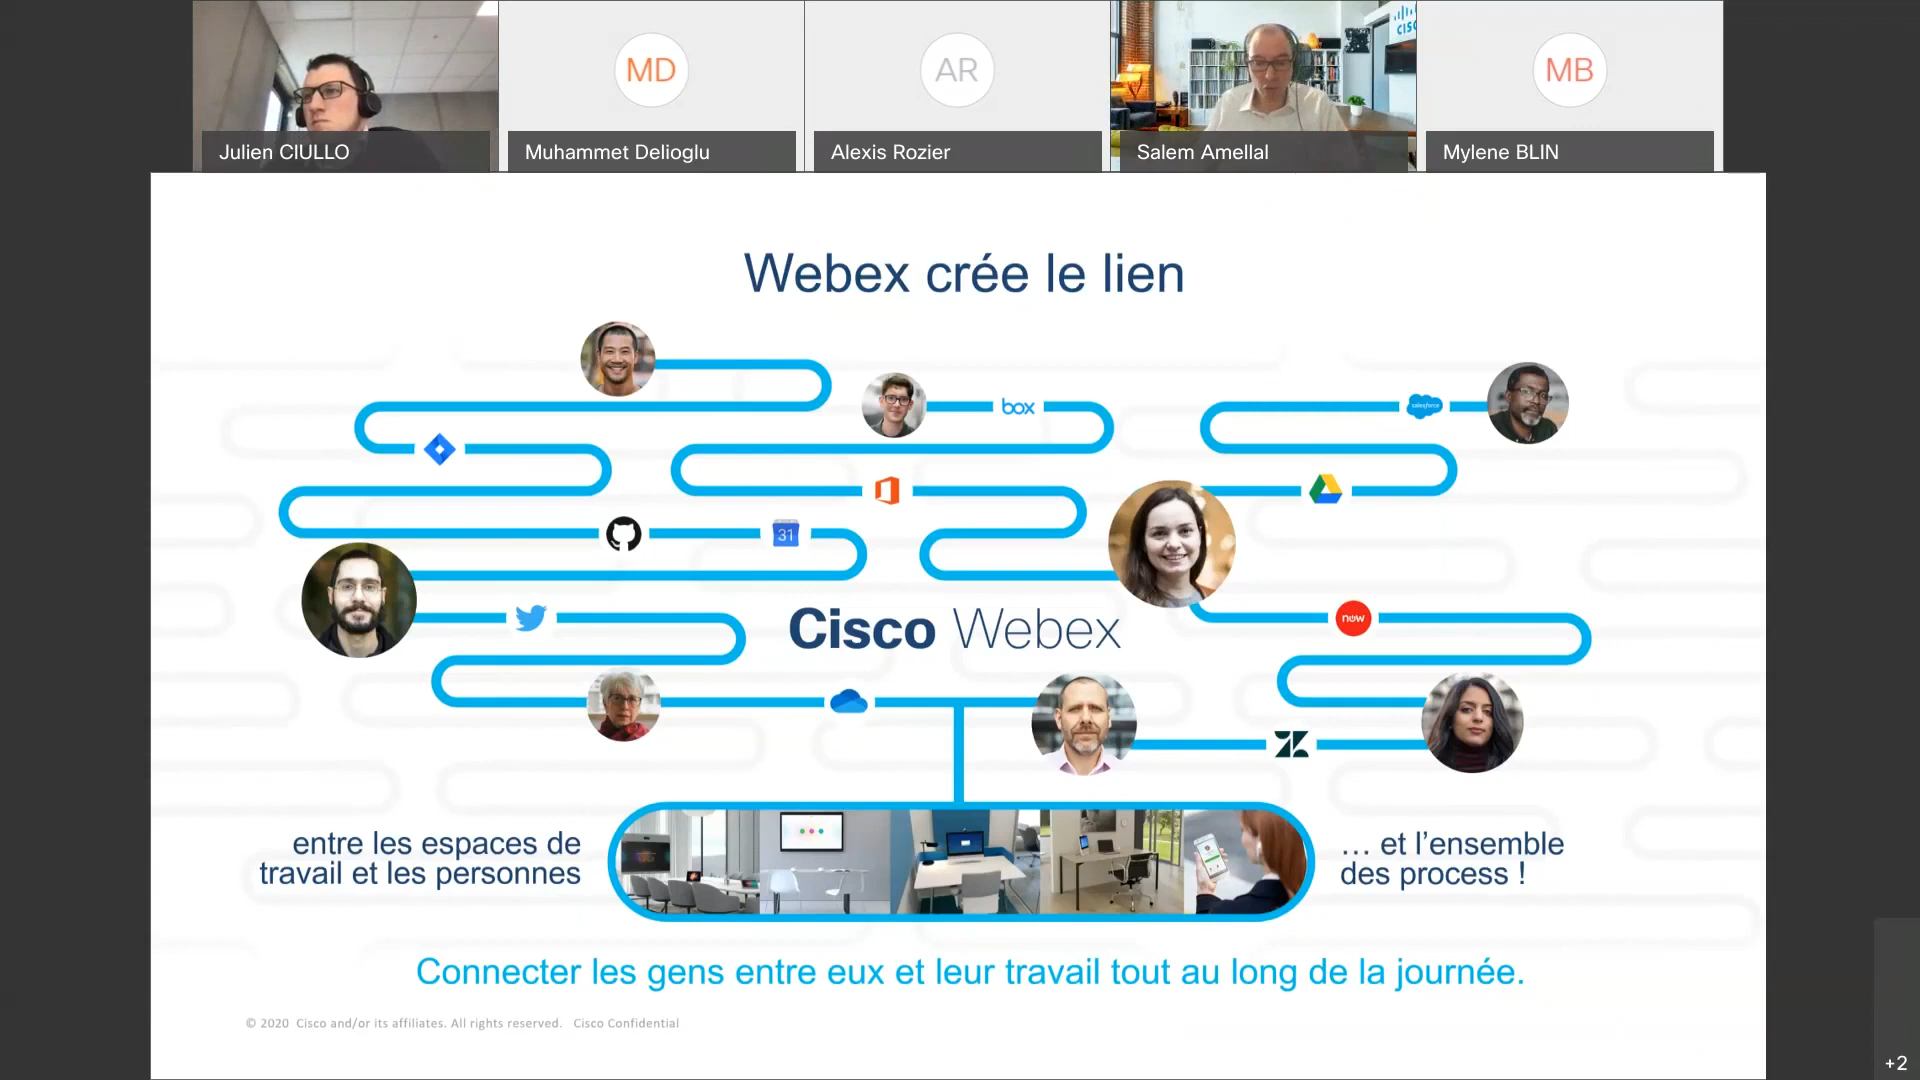 MD
AR
CISCO
MB
Julien CIULLO
Muhammet Delioglu
Alexis Rozier
Salem Amellal
Mylene BLIN
Webex crée le lien
box
salesforce
31
now
Cisco Webex
entre les espaces de
travail et les personnes
… et l’ensemble
des process !
Connecter les gens entre eux et leur travail tout au long de la journée.
© 2020 Cisco and/or its affiliates. All rights reserved. Cisco Confidential
+2